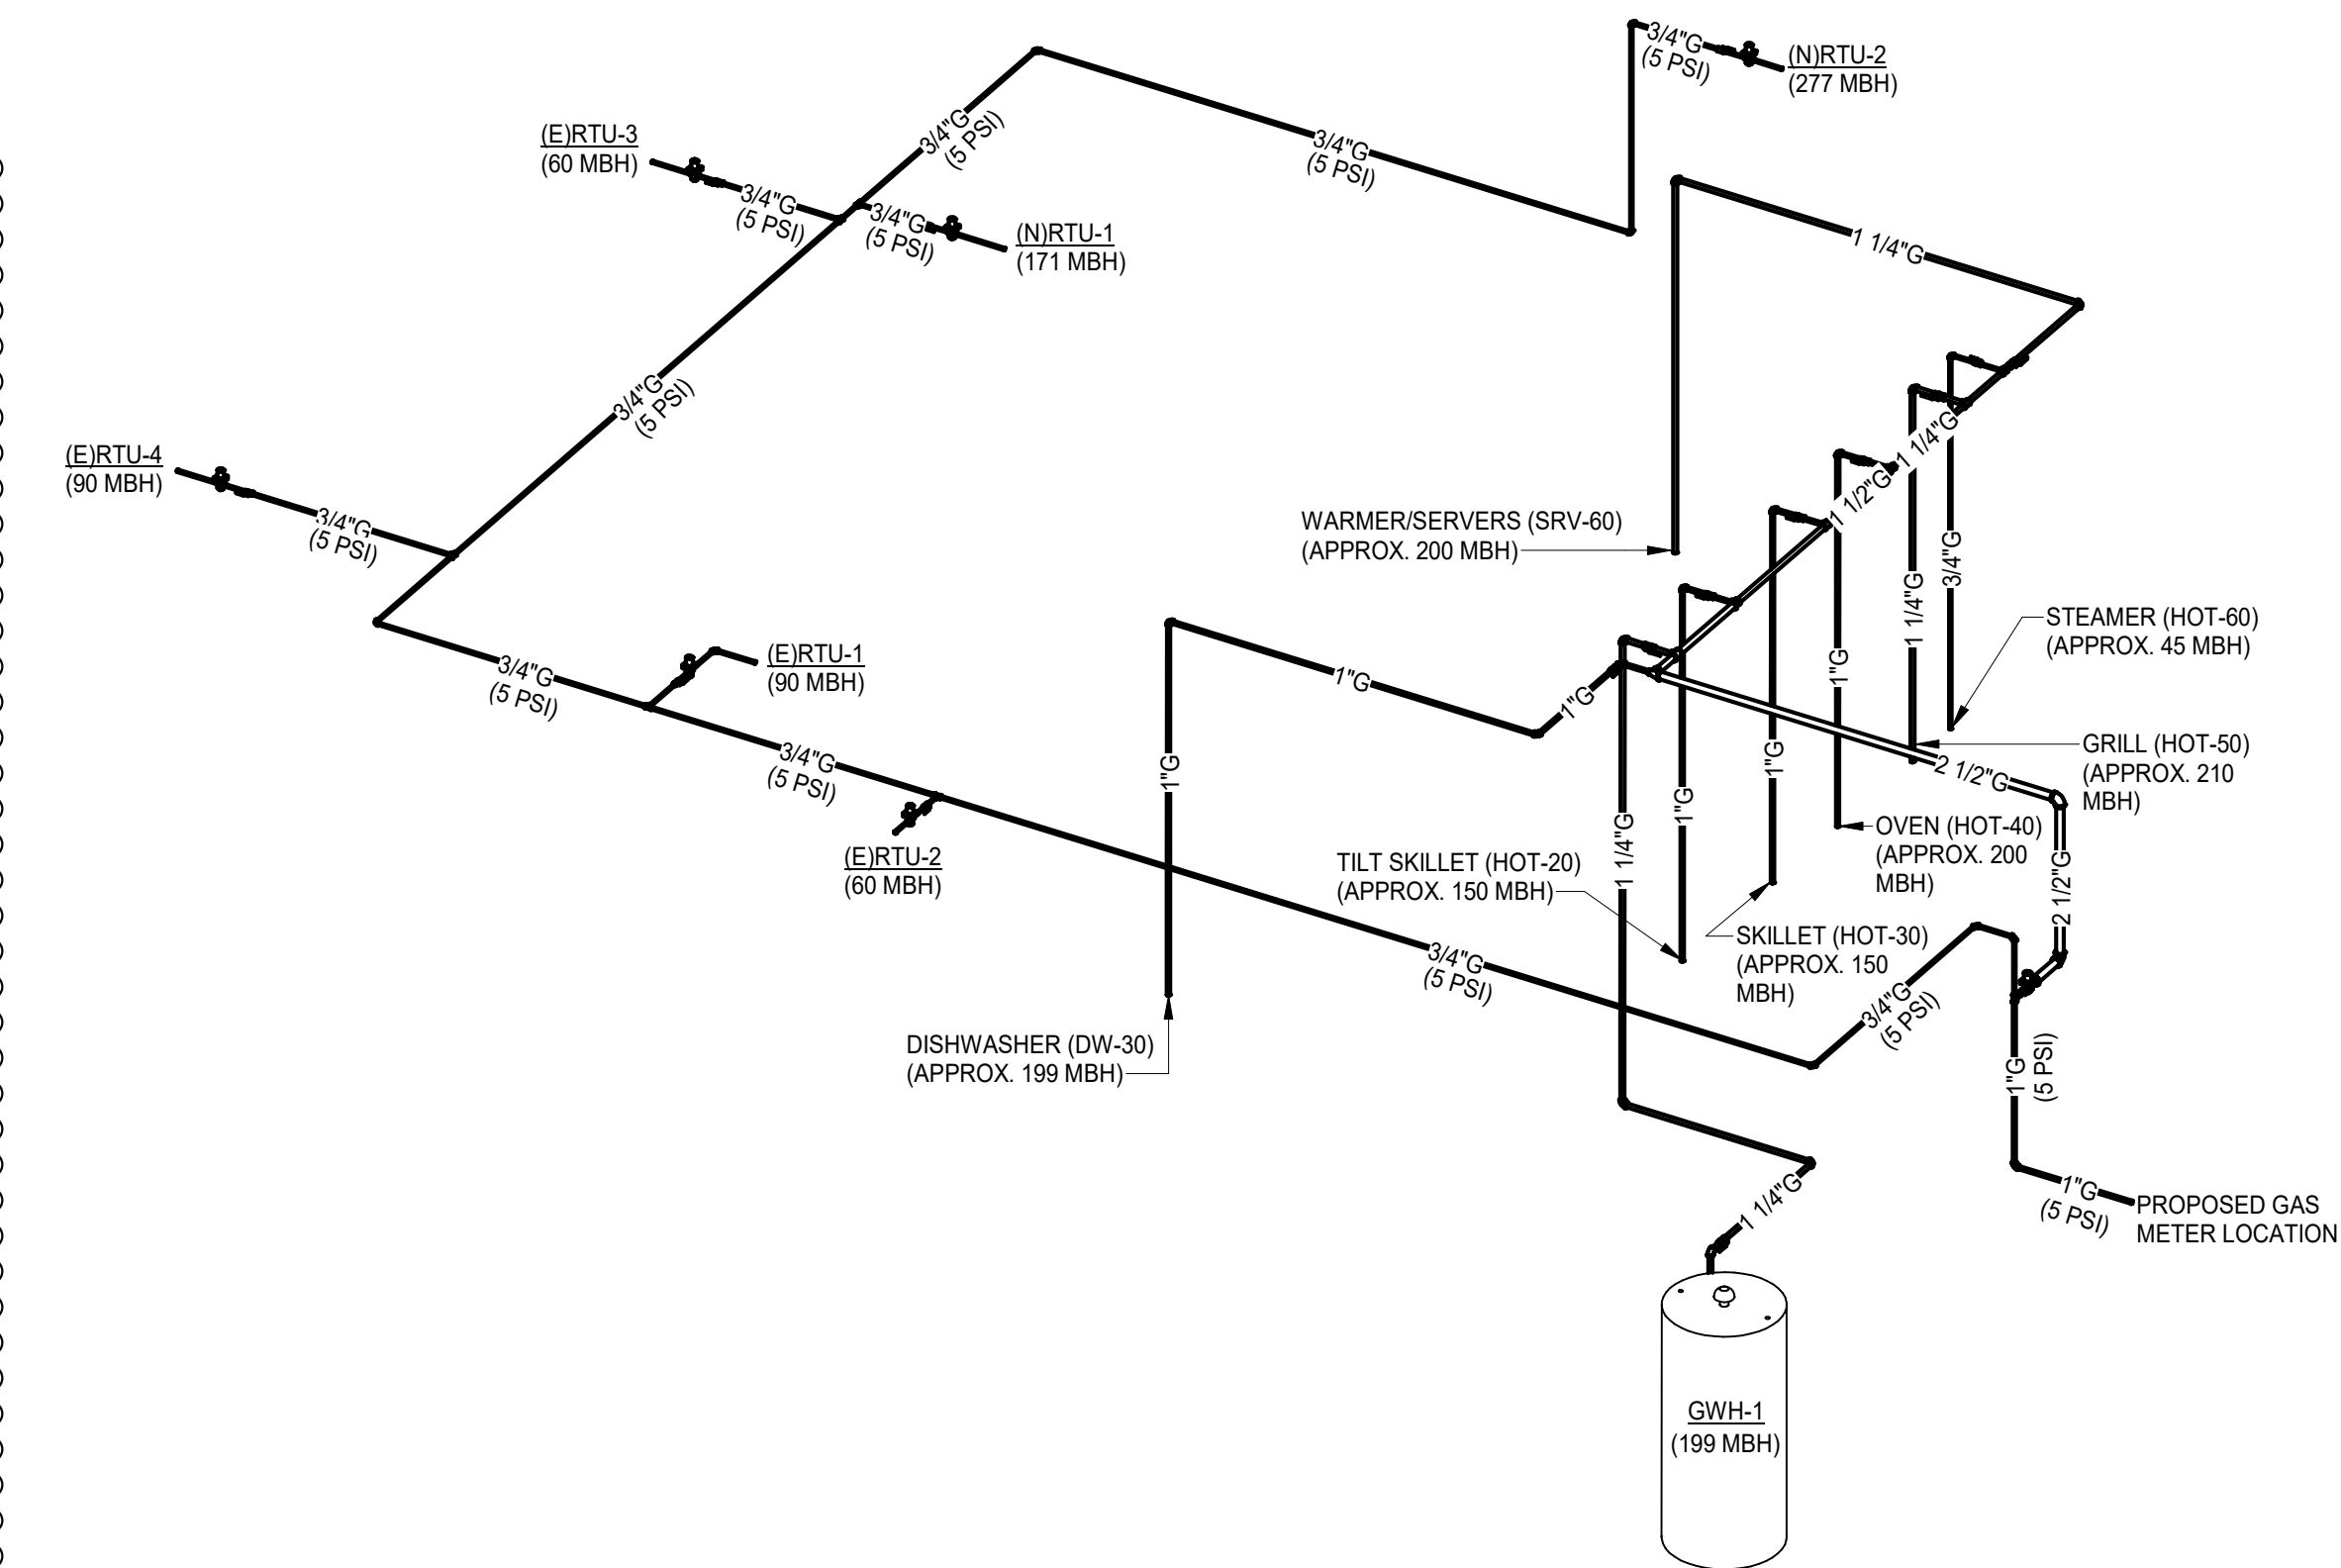 3/4"G
(5 PSI)
(N)RTU-2
(277 MBH)
(E)RTU-3
(60 MBH)
3/4"G
(5 PSI)
3/4"G
(5 PSI)
3/4"G
(5 PSI)
3/4"G
(5 PSI)
(N)RTU-1
(171 MBH)
1 1/4"G
3/4"G
(5 PSI)
(E)RTU-4
(90 MBH)
3/4"G
(5 PSI)
1 1/4"G
1 1/2"G
WARMER/SERVERS (SRV-60)
(APPROX. 200 MBH)
3/4"G
1 1/4"G
STEAMER (HOT-60)
(APPROX. 45 MBH)
3/4"G
(5 PSI)
(E)RTU-1
(90 MBH)
1"G
1"G
1"G
GRILL (HOT-50)
(APPROX. 210
MBH)
3/4"G
(5 PSI)
1"G
1"G
1"G
2 1/2"G
OVEN (HOT-40)
(APPROX. 200
MBH)
(E)RTU-2
(60 MBH)
TILT SKILLET (HOT-20)
(APPROX. 150 MBH)
1 1/4"G
2 1/2"G
SKILLET (HOT-30)
(APPROX. 150
MBH)
3/4"G
(5 PSI)
3/4"G
(5 PSI)
DISHWASHER (DW-30)
(APPROX. 199 MBH)
1"G
(5 PSI)
1"G
(5 PSI)
PROPOSED GAS
METER LOCATION
1 1/4"G
GWH-1
(199 MBH)